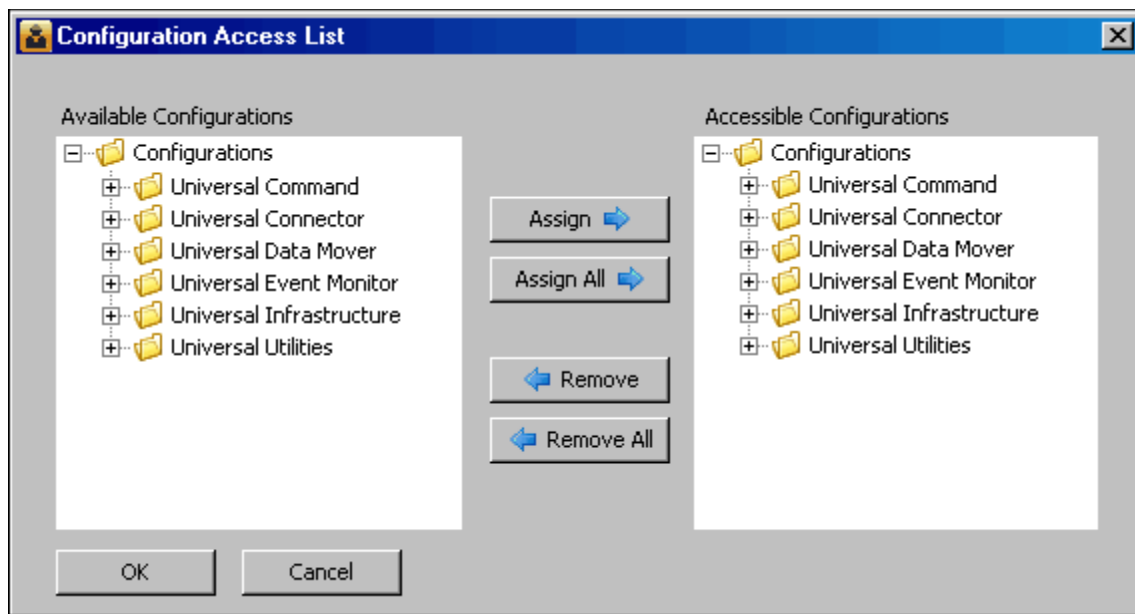 Configuration Access List
Available Configurations
Configurations
Universal Command
Universal Connector
Universal Data Mover
Universal Event Monitor
Universal Infrastructure
Universal Utilities
Assign
Assign All
Remove
Remove All
Accessible Configurations
Configurations
Universal Command
Universal Connector
Universal Data Mover
Universal Event Monitor
Universal Infrastructure
Universal Utilities
OK
Cancel